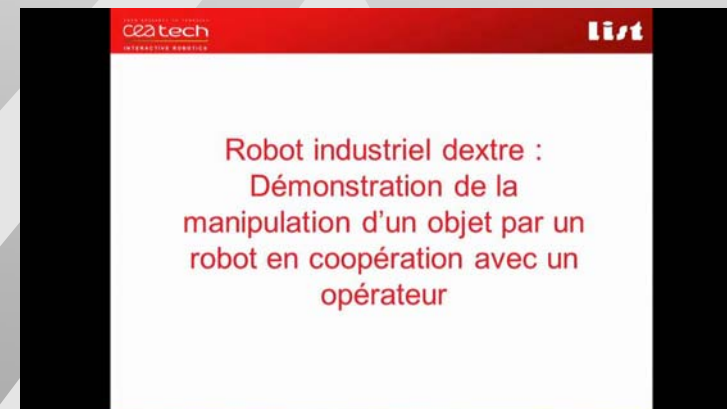 ceatech
list
INTERACTIVE ROBOTICS
Robot industriel dextre :
Démonstration de la
manipulation d'un objet par un
robot en coopération avec un
opérateur